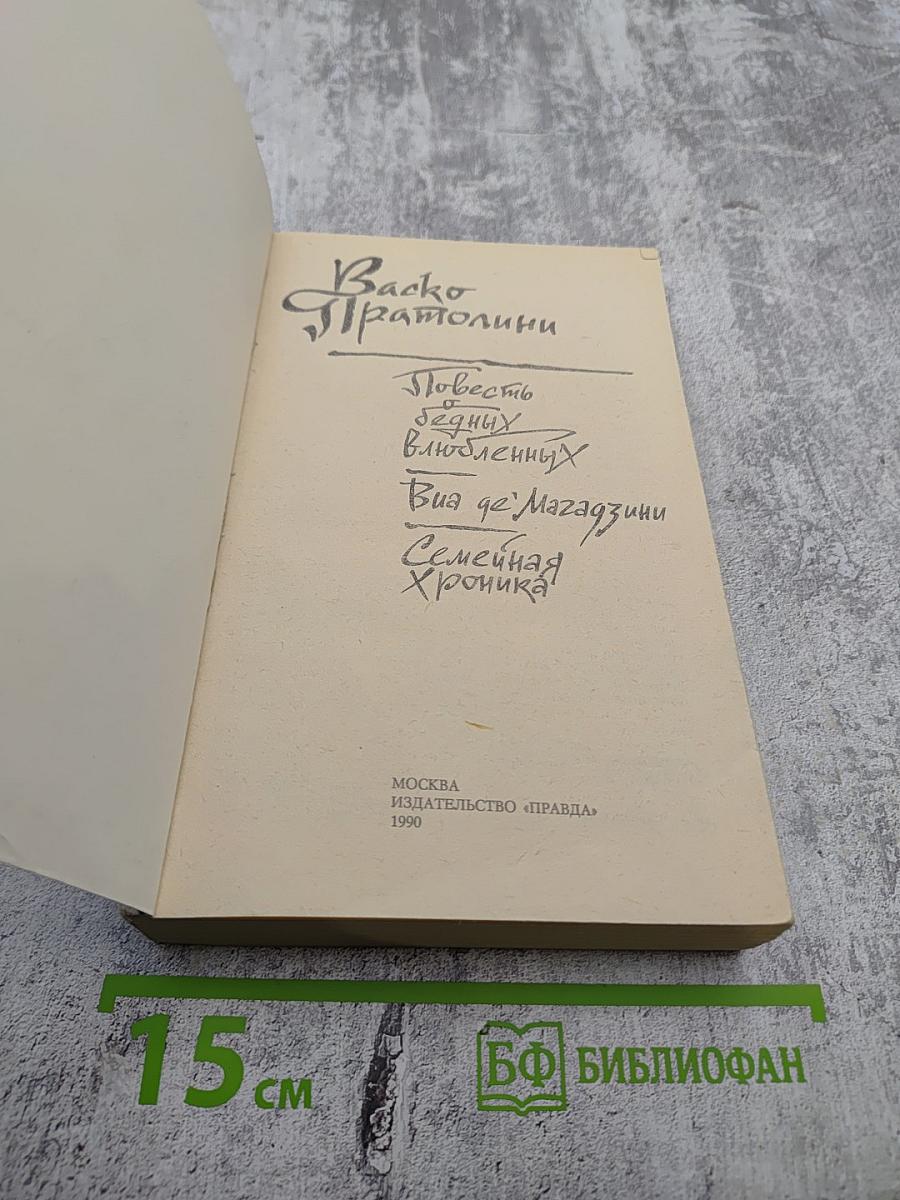 Васко
Пратолини
Повесть
о
бедных
влюбленных
Виа де' Магадзини
Семейная
хроника
МОСКВА
ИЗДАТЕЛЬСТВО «ПРАВДА»
1990
15 см
БФ БИБЛИОФАН